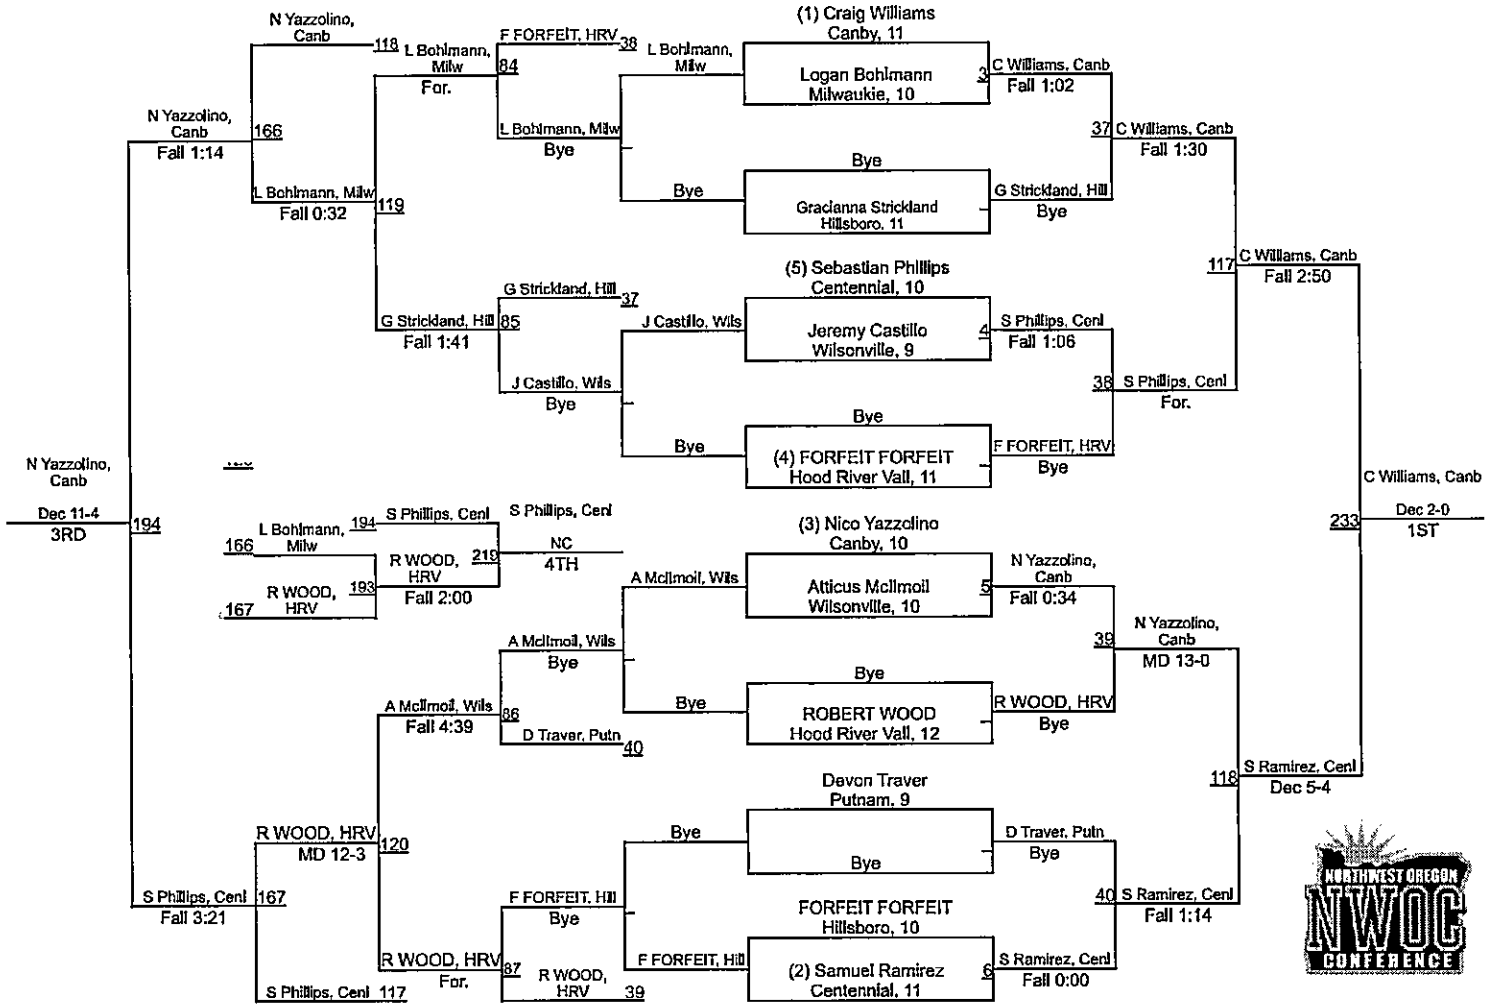 N Yazzolino,
Canb
118
L Bohlmann,
Milw
For.
F FORFEIT, HRV
38
84
L Bohlmann,
Milw
(1) Craig Williams
Canby, 11
Logan Bohlmann
Milwaukie, 10
3
C Williams, Canb
Fall 1:02
N Yazzolino,
Canb
Fall 1:14
166
L Bohlmann, Milw
Bye
37
C Williams, Canb
Fall 1:30
L Bohlmann, Milw
Fall 0:32
119
Bye
Bye
Gracianna Strickland
Hillsboro, 11
G Strickland, Hill
Bye
(5) Sebastian Phillips
Centennial, 10
117
C Williams, Canb
Fall 2:50
G Strickland, Hill
37
G Strickland, Hill
Fall 1:41
85
J Castillo, Wils
Jeremy Castillo
Wilsonville, 9
4
S Phillips, Cenl
Fall 1:06
J Castillo, Wils
Bye
38
S Phillips, Cenl
For.
Bye
Bye
(4) FORFEIT FORFEIT
Hood River Vall, 11
F FORFEIT, HRV
Bye
N Yazzolino,
Canb
Dec 11-4
3RD
194
C Williams, Canb
233
Dec 2-0
1ST
L Bohlmann,
Milw
166
194
S Phillips, Cenl
S Phillips, Cenl
R WOOD,
HRV
219
NC
4TH
R WOOD,
HRV
167
193
Fall 2:00
(3) Nico Yazzolino
Canby, 10
A McIlmoil, Wils
Atticus McIlmoil
Wilsonville, 10
5
N Yazzolino,
Canb
Fall 0:34
A McIlmoil, Wils
Bye
39
N Yazzolino,
Canb
MD 13-0
Bye
Bye
ROBERT WOOD
Hood River Vall, 12
R WOOD, HRV
Bye
A McIlmoil, Wils
Fall 4:39
86
D Traver, Putn
40
Devon Traver
Putnam, 9
118
S Ramirez, Cenl
Dec 5-4
R WOOD, HRV
MD 12-3
120
Bye
Bye
D Traver, Putn
Bye
S Phillips, Cenl
Fall 3:21
167
F FORFEIT, Hill
Bye
FORFEIT FORFEIT
Hillsboro, 10
40
S Ramirez, Cenl
Fall 1:14
R WOOD, HRV
For.
87
F FORFEIT, Hill
(2) Samuel Ramirez
Centennial, 11
6
S Ramirez, Cenl
Fall 0:00
S Phillips, Cenl
117
R WOOD,
HRV
39
NORTHWEST OREGON
NWOC
CONFERENCE